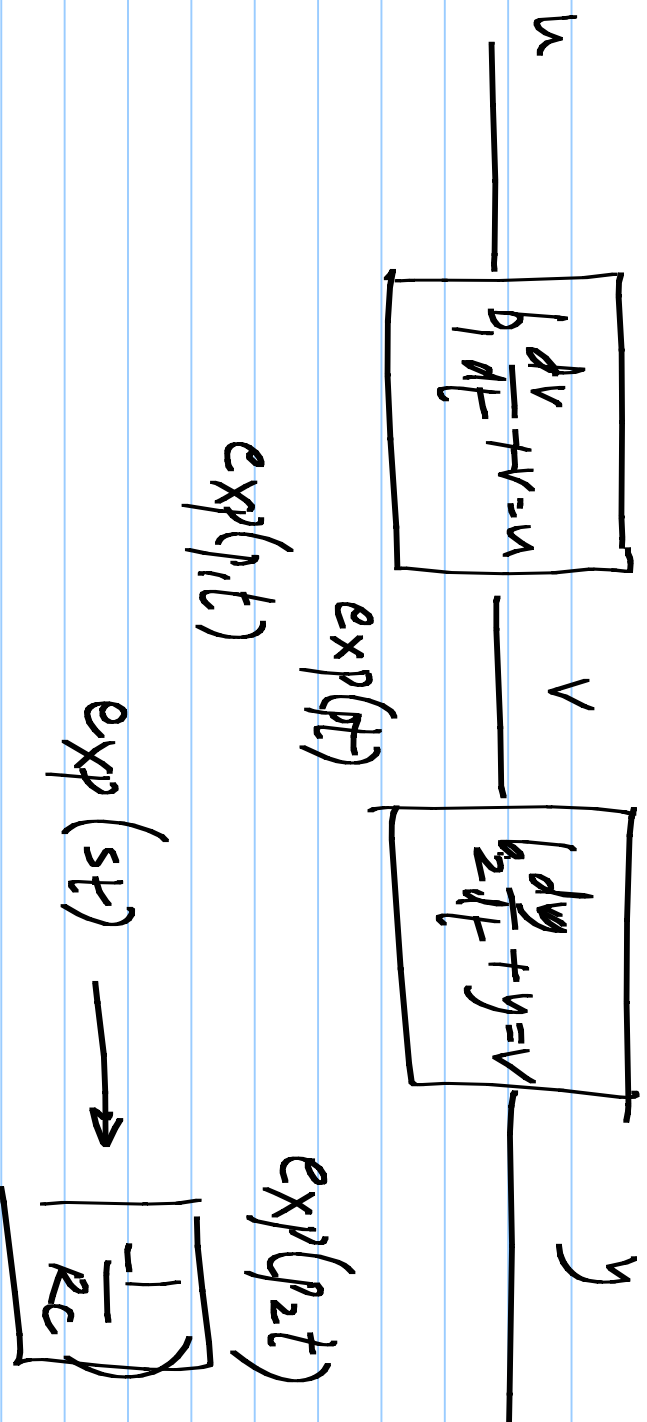 u v y
b₁ dv/dt + v = u
b₂ dy/dt + y = v
exp(pt)
exp(p₁t)
exp(p₂t)
exp(st) → 1/RC